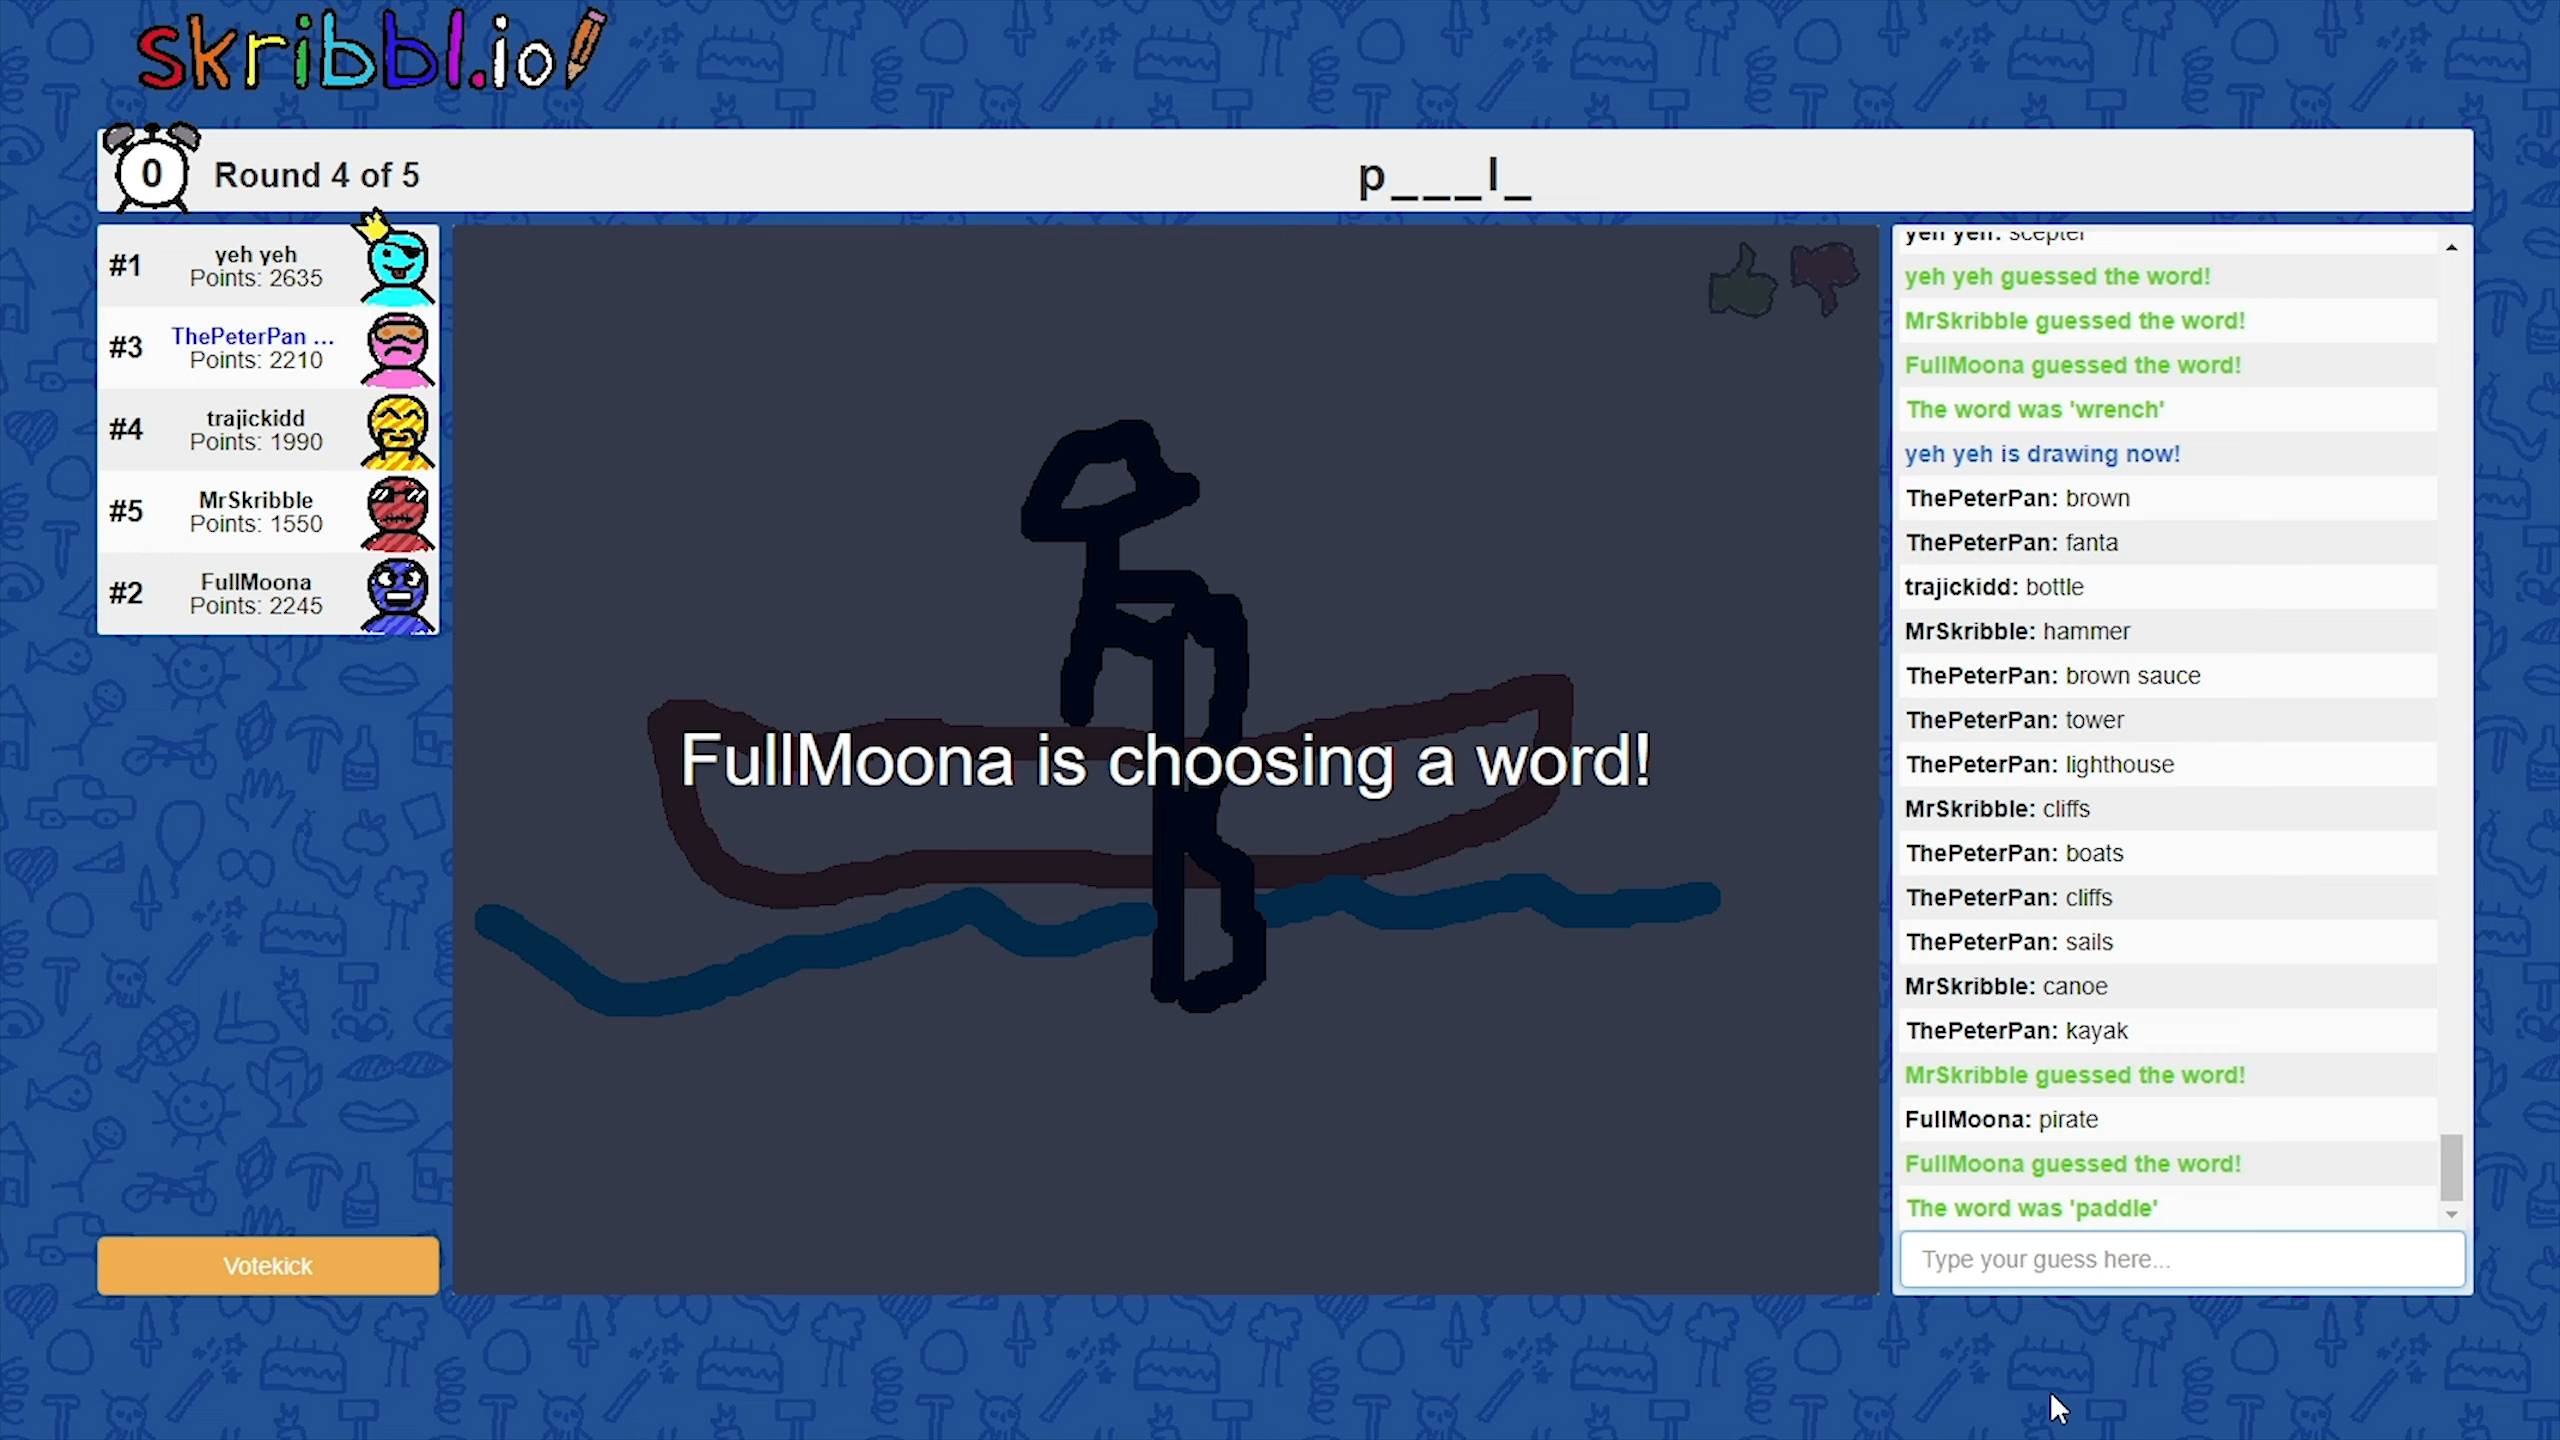 skribbl.io
0
Round 4 of 5
p___l_
#1
yeh yeh
Points: 2635
#3
ThePeterPan ...
Points: 2210
#4
trajickidd
Points: 1990
#5
MrSkribble
Points: 1550
#2
FullMoona
Points: 2245
Votekick
FullMoona is choosing a word!
yeh yeh: scepter
yeh yeh guessed the word!
MrSkribble guessed the word!
FullMoona guessed the word!
The word was 'wrench'
yeh yeh is drawing now!
ThePeterPan: brown
ThePeterPan: fanta
trajickidd: bottle
MrSkribble: hammer
ThePeterPan: brown sauce
ThePeterPan: tower
ThePeterPan: lighthouse
MrSkribble: cliffs
ThePeterPan: boats
ThePeterPan: cliffs
ThePeterPan: sails
MrSkribble: canoe
ThePeterPan: kayak
MrSkribble guessed the word!
FullMoona: pirate
FullMoona guessed the word!
The word was 'paddle'
Type your guess here...